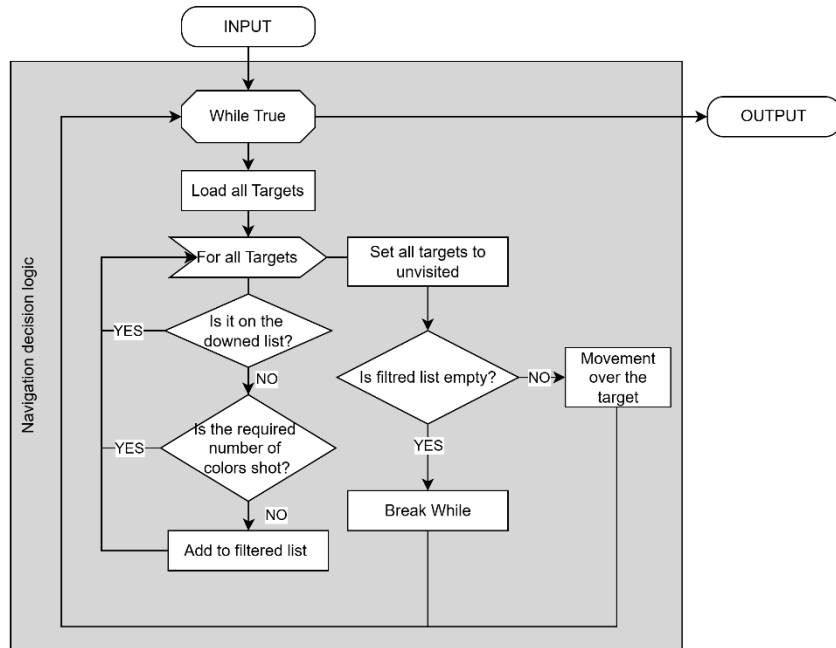 INPUT
While True
OUTPUT
Load all Targets
For all Targets
Set all targets to
unvisited
YES
Is it on the
downed list?
NO
Is filtred list empty?
NO
Movement
over the
target
YES
Is the required
number of
colors shot?
YES
NO
Break While
Add to filtered list
Navigation decision logic